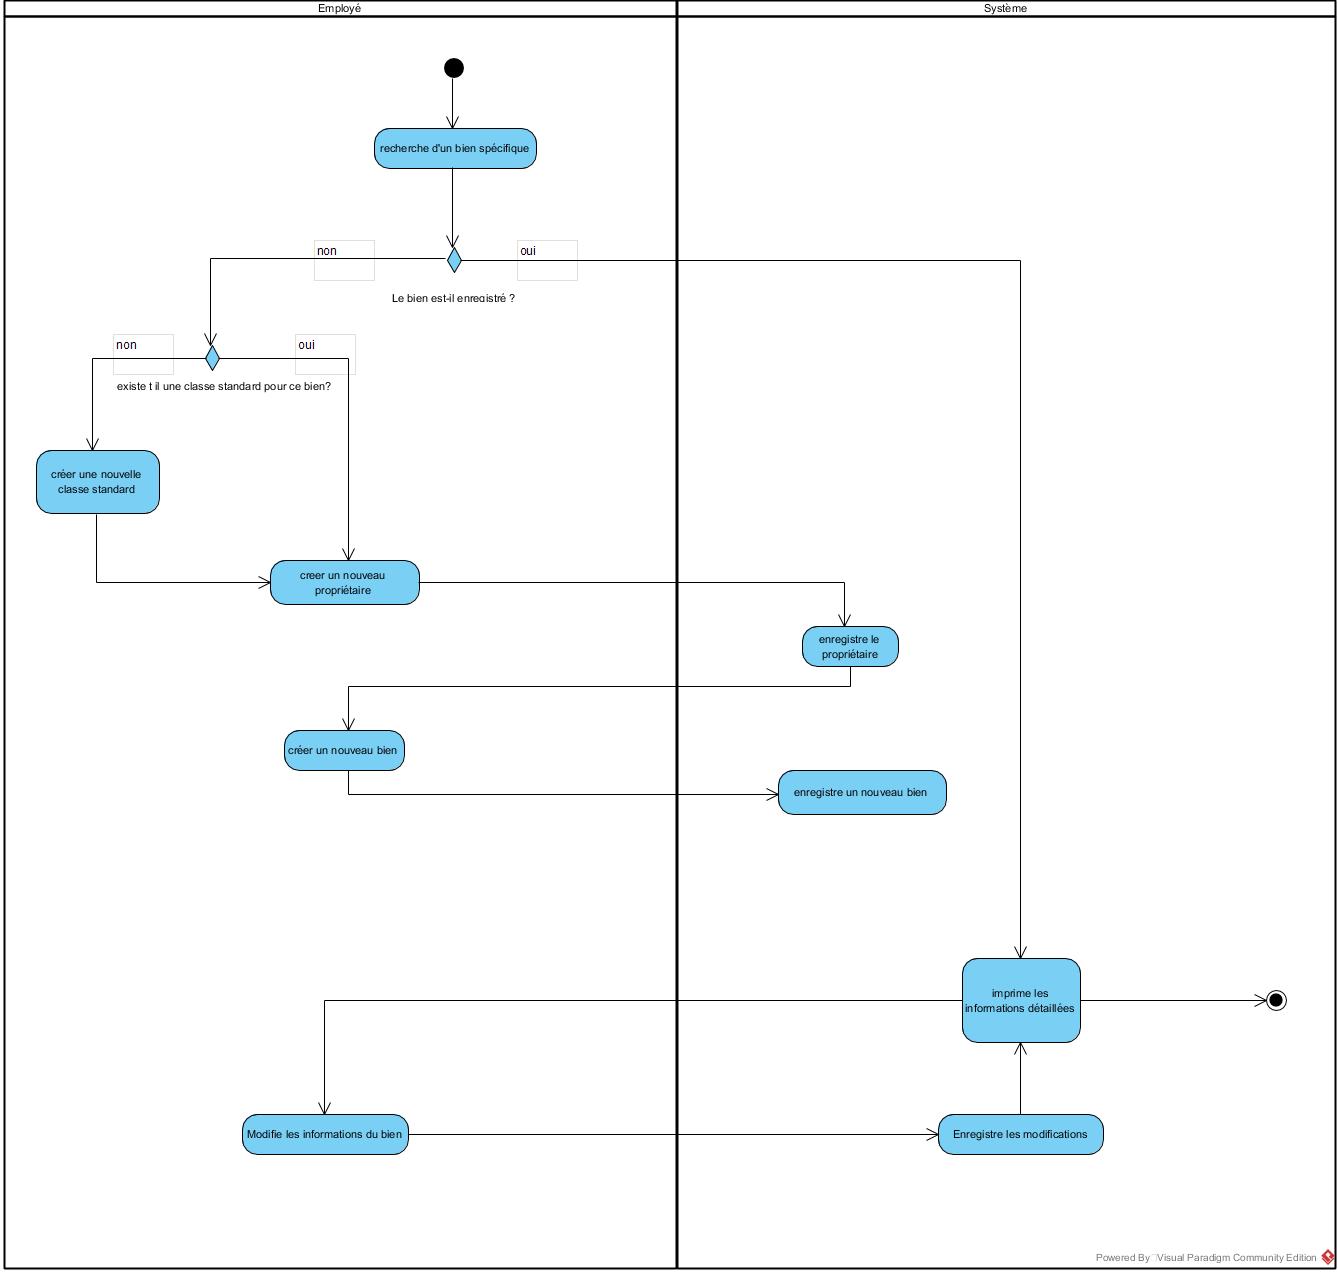 Employé
Système
recherche d'un bien spécifique
non
oui
Le bien est-il enregistré ?
non
oui
existe t il une classe standard pour ce bien?
créer une nouvelle
classe standard
creer un nouveau
propriétaire
enregistre le
propriétaire
créer un nouveau bien
enregistre un nouveau bien
imprime les
informations détaillées
Modifie les informations du bien
Enregistre les modifications
Powered By Visual Paradigm Community Edition